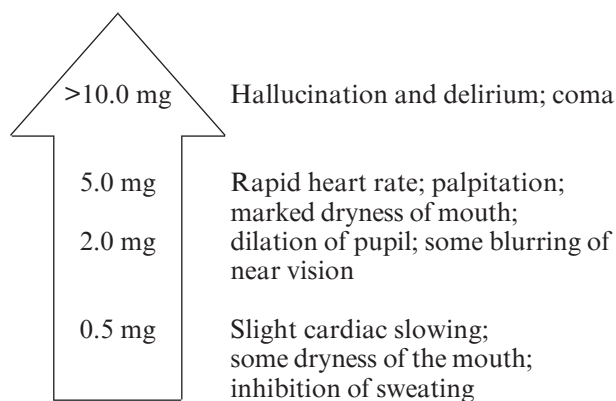 >10.0 mg Hallucination and delirium; coma
5.0 mg Rapid heart rate; palpitation;
marked dryness of mouth;
2.0 mg dilation of pupil; some blurring of
near vision
0.5 mg Slight cardiac slowing;
some dryness of the mouth;
inhibition of sweating